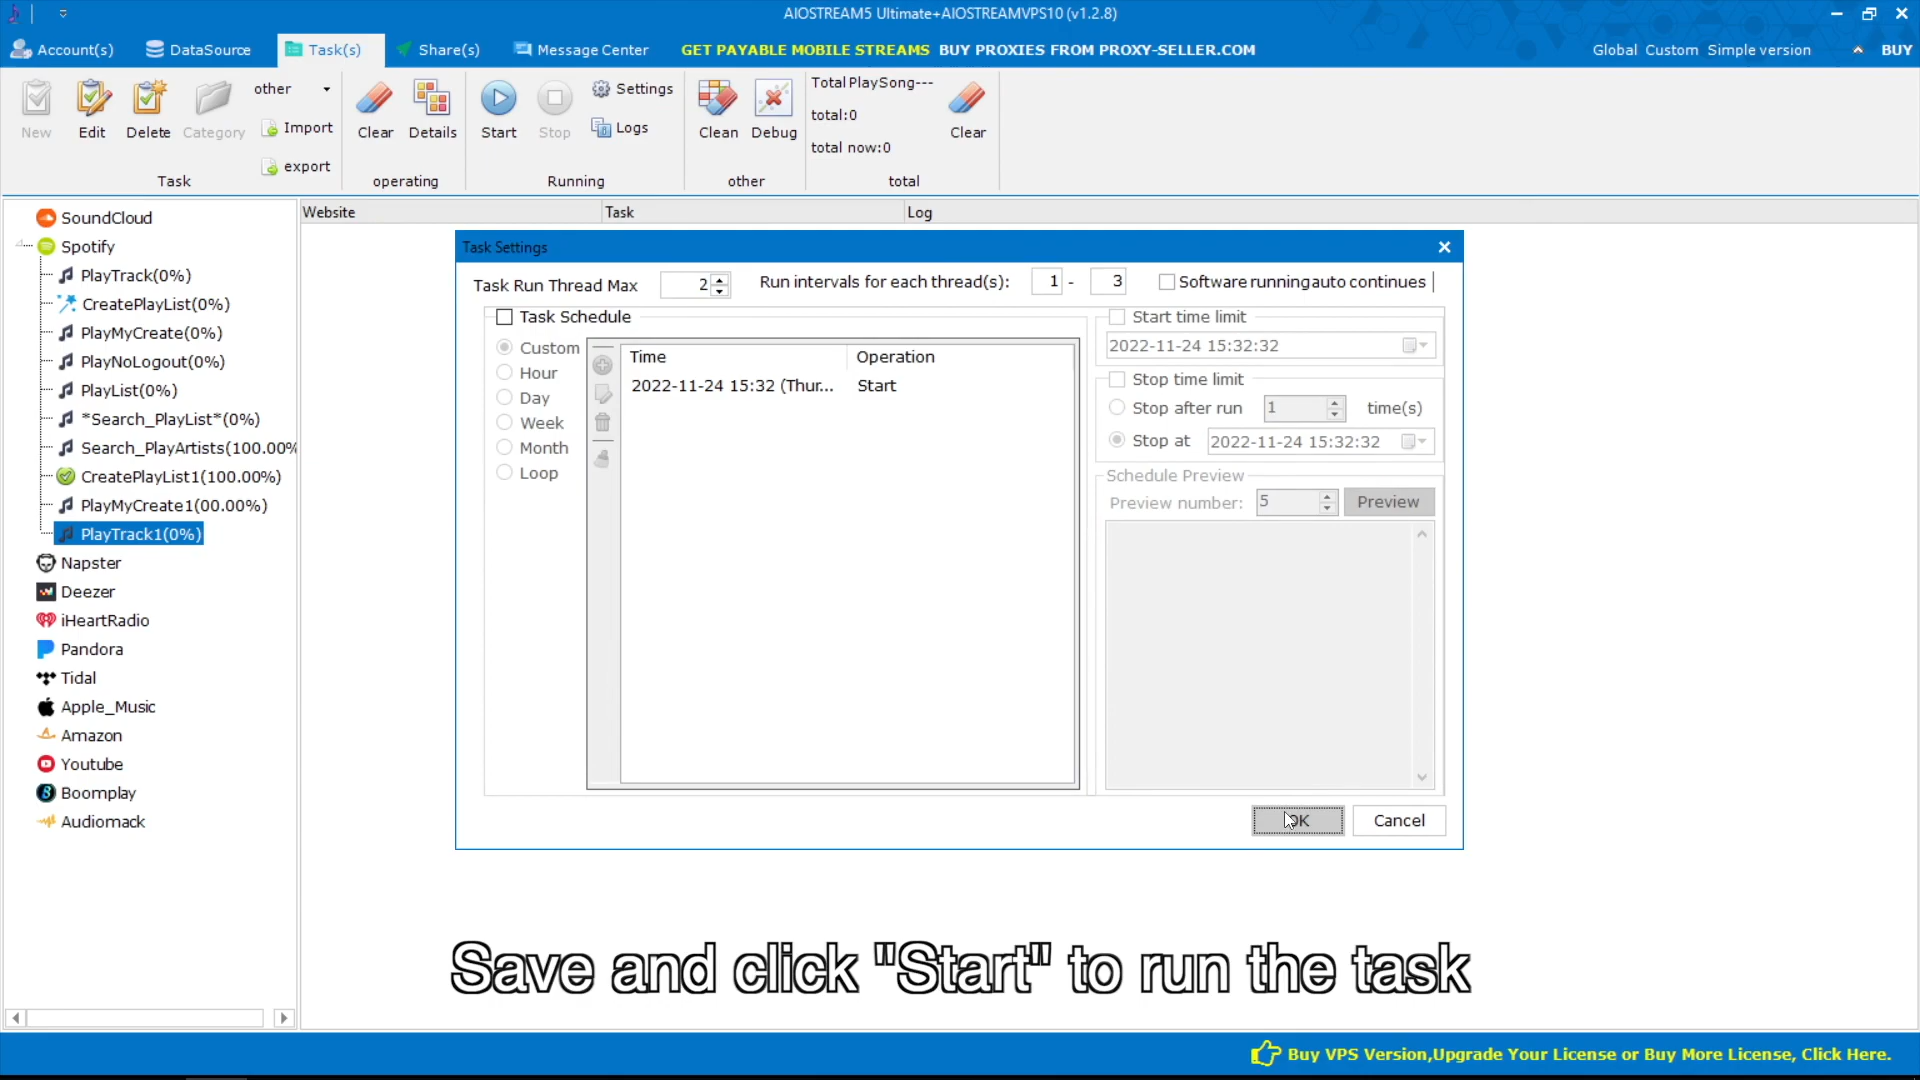 AIOSTREAM5 Ultimate+AIOSTREAMVPS10 (v1.2.8)
Account(s) DataSource Task(s) Share(s) Message Center GET PAYABLE MOBILE STREAMS BUY PROXIES FROM PROXY-SELLER.COM Global Custom Simple version BUY
New Edit Delete Category other Import export
Task
Clear Details
operating
Start Stop Settings Logs
Running
Clean Debug
other
Total PlaySong---
total:0
total now:0
Clear
total
SoundCloud
Spotify
PlayTrack(0%)
CreatePlayList(0%)
PlayMyCreate(0%)
PlayNoLogout(0%)
PlayList(0%)
*Search_PlayList*(0%)
Search_PlayArtists(100.00%
CreatePlayList1(100.00%)
PlayMyCreate1(00.00%)
PlayTrack1(0%)
Napster
Deezer
iHeartRadio
Pandora
Tidal
Apple_Music
Amazon
Youtube
Boomplay
Audiomack
Website Task Log
Task Settings
Task Run Thread Max 2 Run intervals for each thread(s): 1 - 3 Software runningauto continues
Task Schedule
Custom
Hour
Day
Week
Month
Loop
Time Operation
2022-11-24 15:32 (Thur... Start
Start time limit
2022-11-24 15:32:32
Stop time limit
Stop after run 1 time(s)
Stop at 2022-11-24 15:32:32
Schedule Preview
Preview number: 5 Preview
OK Cancel
Save and click "Start" to run the task
Buy VPS Version,Upgrade Your License or Buy More License, Click Here.